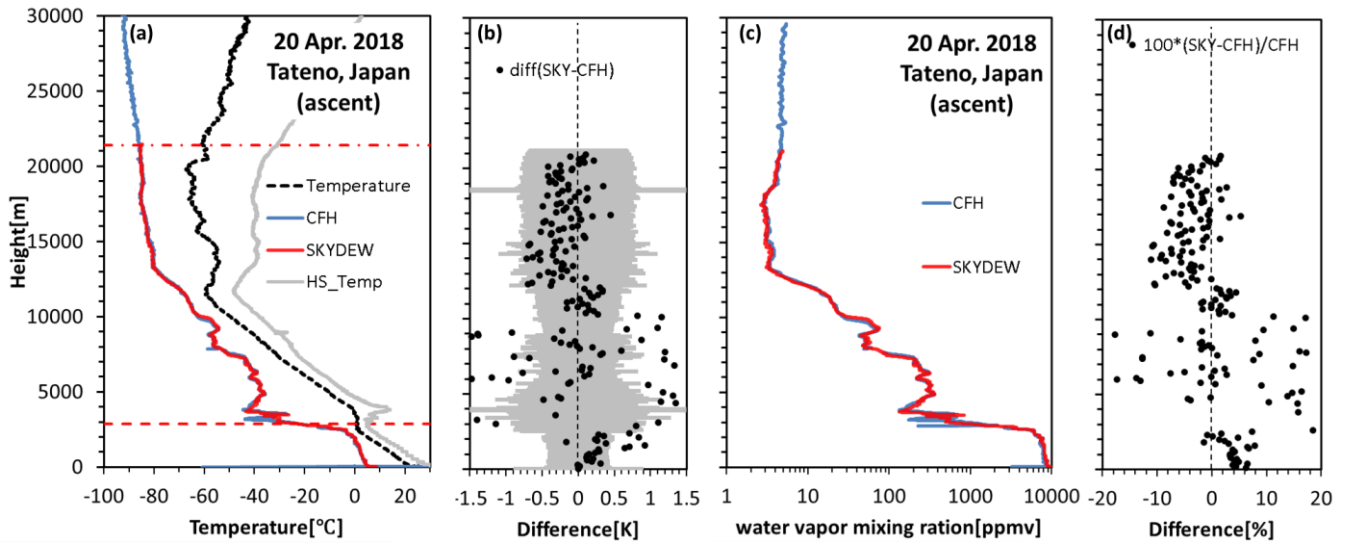 (a)
20 Apr. 2018
Tateno, Japan
(ascent)
Temperature
CFH
SKYDEW
HS_Temp
30000
25000
20000
15000
10000
5000
0
Height[m]
-100 -80 -60 -40 -20 0 20
Temperature[℃]
(b)
diff(SKY-CFH)
-1.5 -1 -0.5 0 0.5 1 1.5
Difference[K]
(c)
20 Apr. 2018
Tateno, Japan
(ascent)
CFH
SKYDEW
1 10 100 1000 10000
water vapor mixing ration[ppmv]
(d)
100*(SKY-CFH)/CFH
-20 -10 0 10 20
Difference[%]